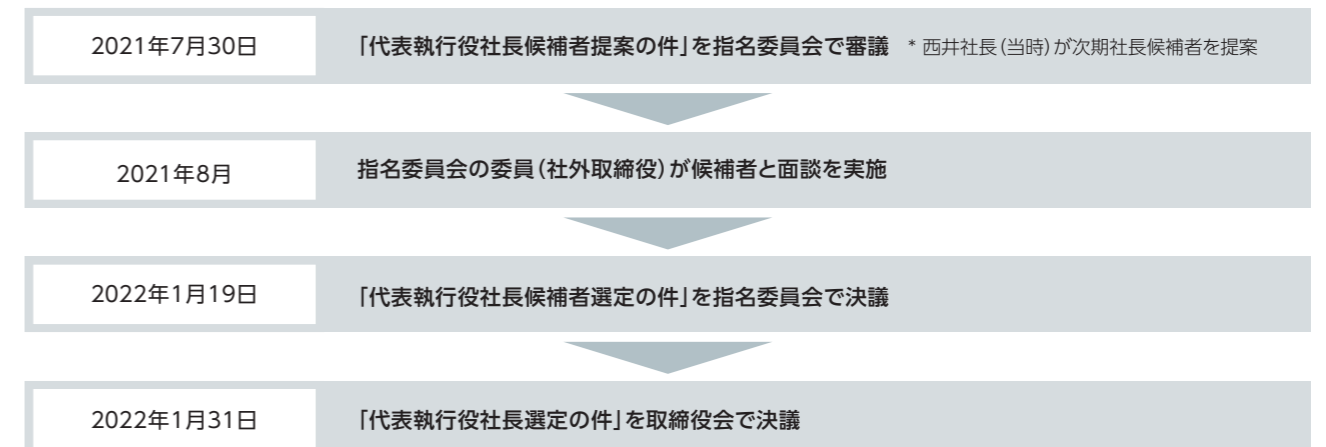 2021年7月30日 「代表執行役社長候補者提案の件」を指名委員会で審議 * 西井社長(当時)が次期社長候補者を提案
2021年8月 指名委員会の委員(社外取締役)が候補者と面談を実施
2022年1月19日 「代表執行役社長候補者選定の件」を指名委員会で決議
2022年1月31日 「代表執行役社長選定の件」を取締役会で決議